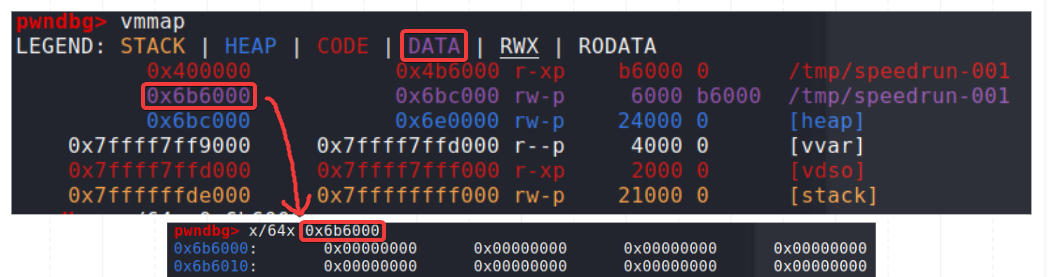 pwndbg> vmmap
LEGEND: STACK | HEAP | CODE | DATA | RWX | RODATA
0x400000 0x4b6000 r-xp b6000 0 /tmp/speedrun-001
0x6b6000 0x6bc000 rw-p 6000 b6000 /tmp/speedrun-001
0x6bc000 0x6e0000 rw-p 24000 0 [heap]
0x7ffff7ff9000 0x7ffff7ffd000 r--p 4000 0 [vvar]
0x7ffff7ffd000 0x7ffff7fff000 r-xp 2000 0 [vdso]
0x7ffffffde000 0x7ffffffff000 rw-p 21000 0 [stack]
pwndbg> x/64x 0x6b6000
0x6b6000: 0x00000000 0x00000000 0x00000000 0x00000000
0x6b6010: 0x00000000 0x00000000 0x00000000 0x00000000